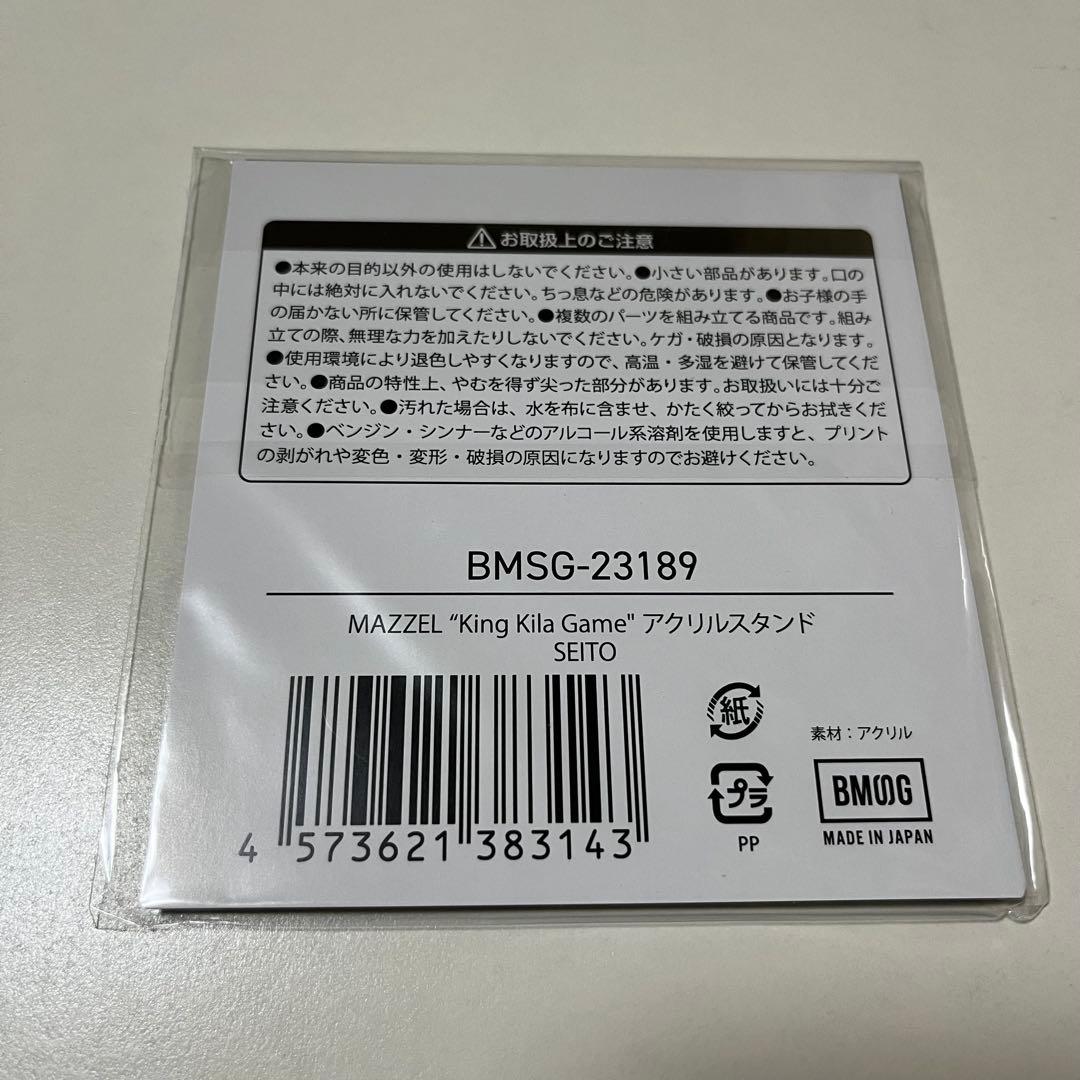 ⚠ お取扱上のご注意
●本来の目的以外の使用はしないでください。●小さい部品があります。口の
中には絶対に入れないでください。ちっ息などの危険があります。●お子様の手
の届かない所に保管してください。●複数のパーツを組み立てる商品です。組み
立ての際、無理な力を加えたりしないでください。ケガ・破損の原因となります。
●使用環境により退色しやすくなりますので、高温・多湿を避けて保管してくだ
さい。●商品の特性上、やむを得ず尖った部分があります。お取扱いには十分ご
注意ください。●汚れた場合は、水を布に含ませ、かたく絞ってからお拭きくだ
さい。●ベンジン・シンナーなどのアルコール系溶剤を使用しますと、プリント
の剥がれや変色・変形・破損の原因になりますのでお避けください。
BMSG-23189
MAZZEL “King Kila Game" アクリルスタンド
SEITO
4 573621 383143
紙
プラ
PP
素材：アクリル
BMSG
MADE IN JAPAN